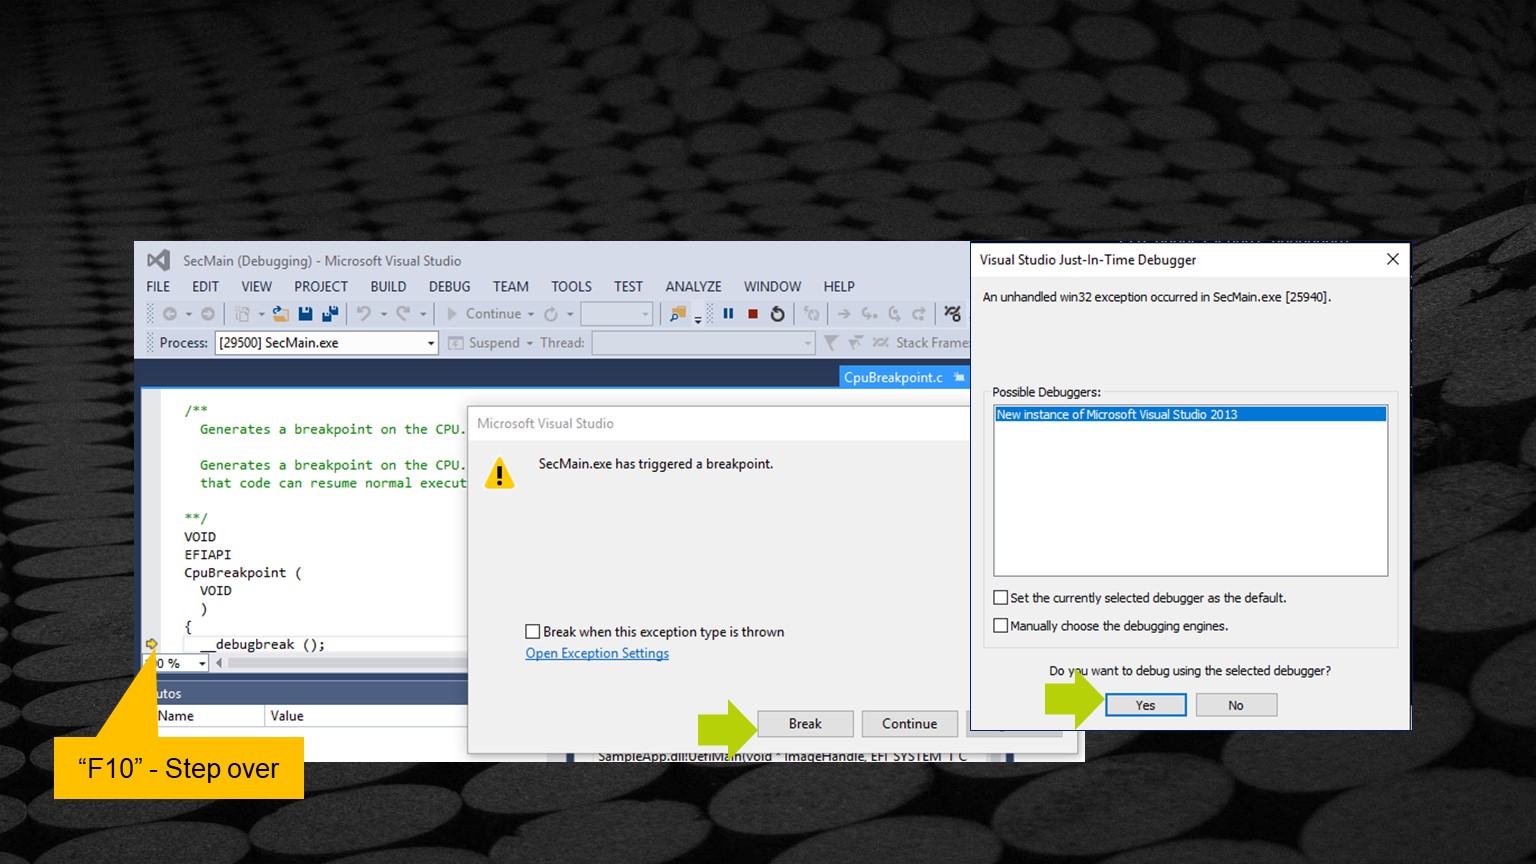 SecMain (Debugging) - Microsoft Visual Studio
FILE EDIT VIEW PROJECT BUILD DEBUG TEAM TOOLS TEST ANALYZE WINDOW HELP
Continue
Process: [29500] SecMain.exe Suspend Thread: Stack Frame:
CpuBreakpoint.c
/**
Generates a breakpoint on the CPU.
Generates a breakpoint on the CPU.
that code can resume normal execut
**/
VOID
EFIAPI
CpuBreakpoint (
VOID
)
{
__debugbreak ();
0 %
utos
Name Value
"F10" - Step over
Microsoft Visual Studio
SecMain.exe has triggered a breakpoint.
Break when this exception type is thrown
Open Exception Settings
Break Continue
SampleApp.dll!UefiMain(void * ImageHandle, EFI_SYSTEM_T C
Visual Studio Just-In-Time Debugger
An unhandled win32 exception occurred in SecMain.exe [25940].
Possible Debuggers:
New instance of Microsoft Visual Studio 2013
Set the currently selected debugger as the default.
Manually choose the debugging engines.
Do you want to debug using the selected debugger?
Yes No